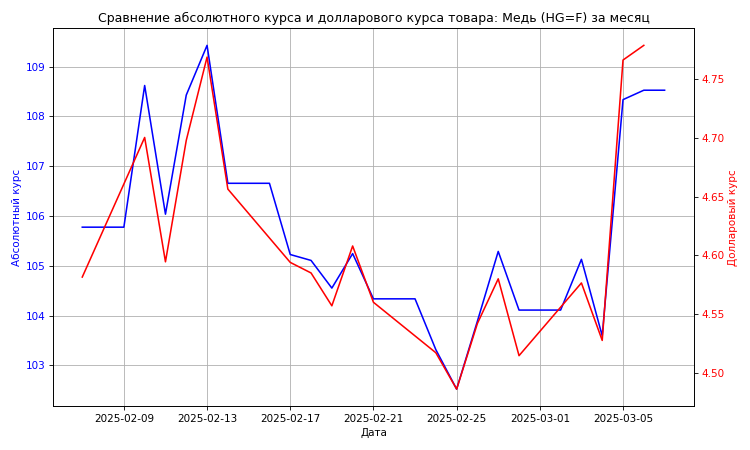 Сравнение абсолютного курса и долларового курса товара: Медь (HG=F) за месяц
Абсолютный курс
109
108
107
106
105
104
103
Долларовый курс
4.75
4.70
4.65
4.60
4.55
4.50
2025-02-09 2025-02-13 2025-02-17 2025-02-21 2025-02-25 2025-03-01 2025-03-05
Дата